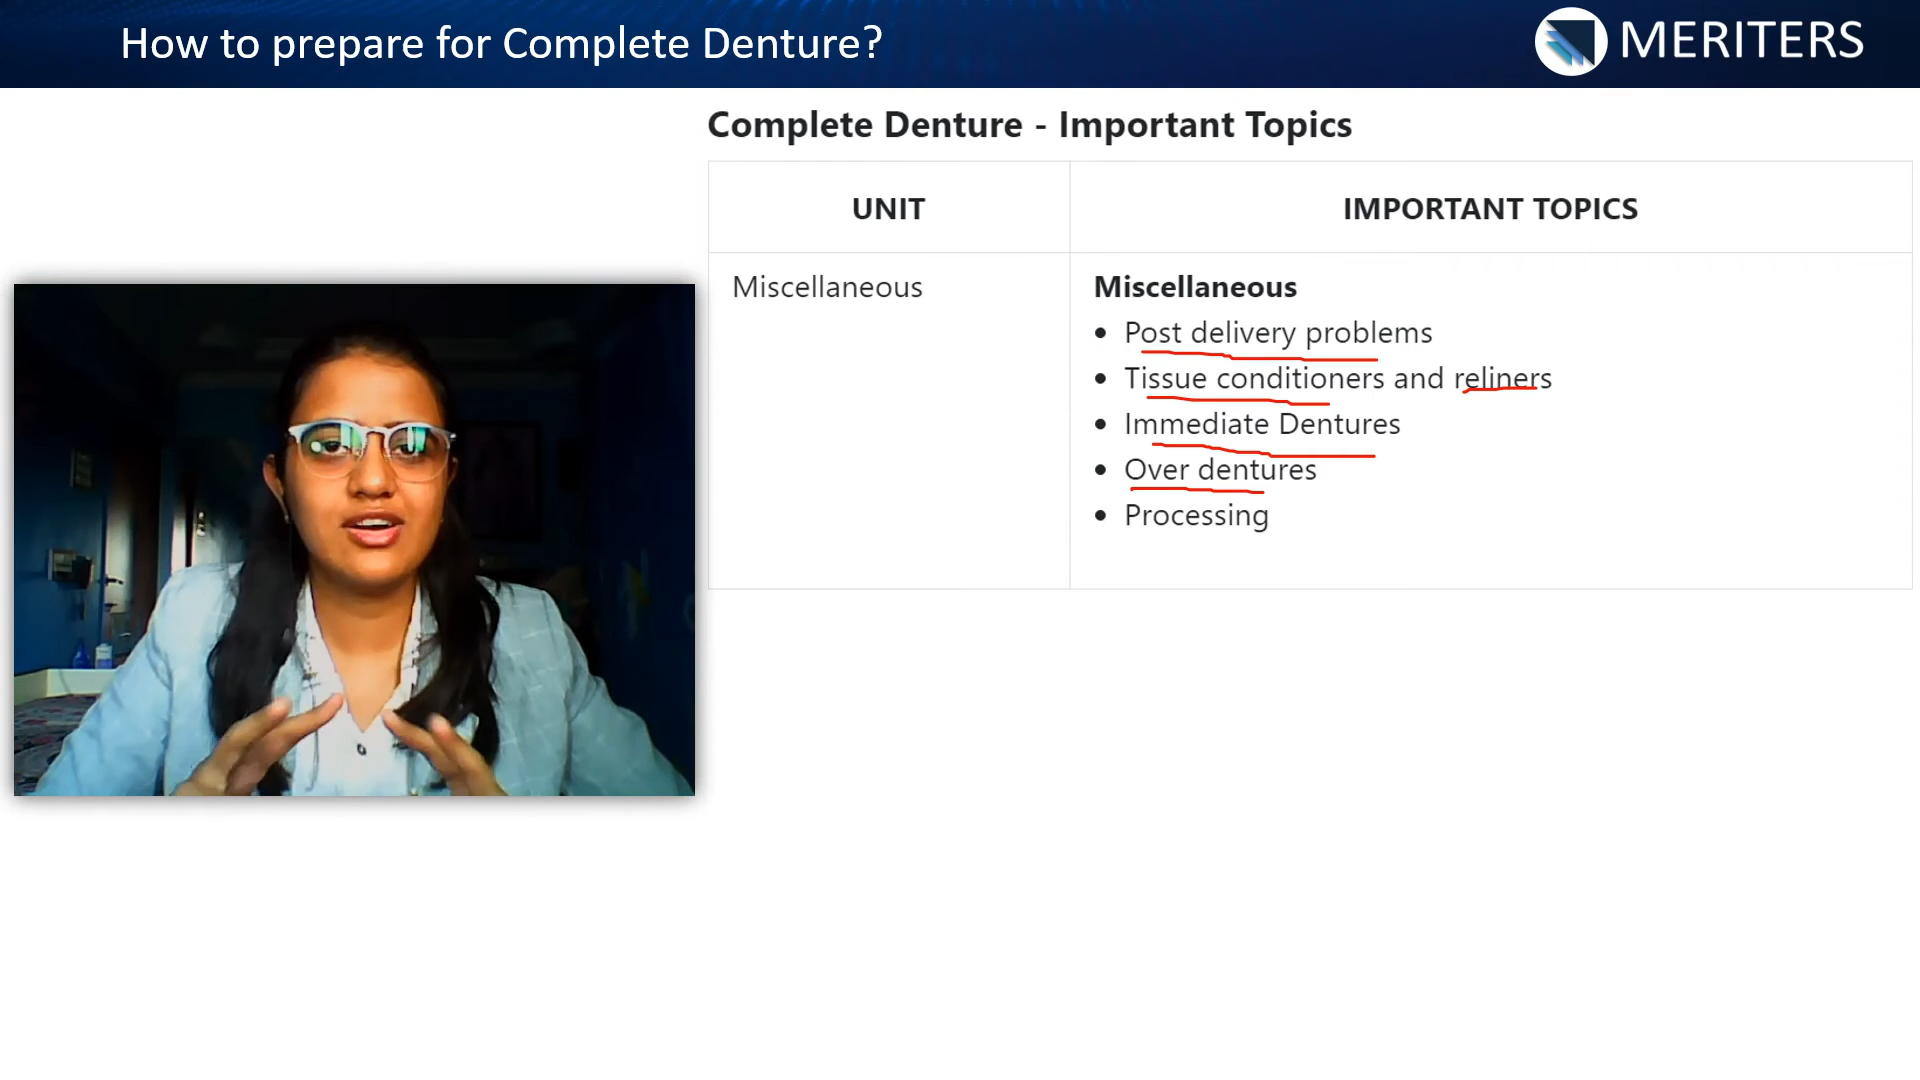 How to prepare for Complete Denture?
MERITERS
Complete Denture - Important Topics
UNIT
IMPORTANT TOPICS
Miscellaneous
Miscellaneous
• Post delivery problems
• Tissue conditioners and reliners
• Immediate Dentures
• Over dentures
• Processing